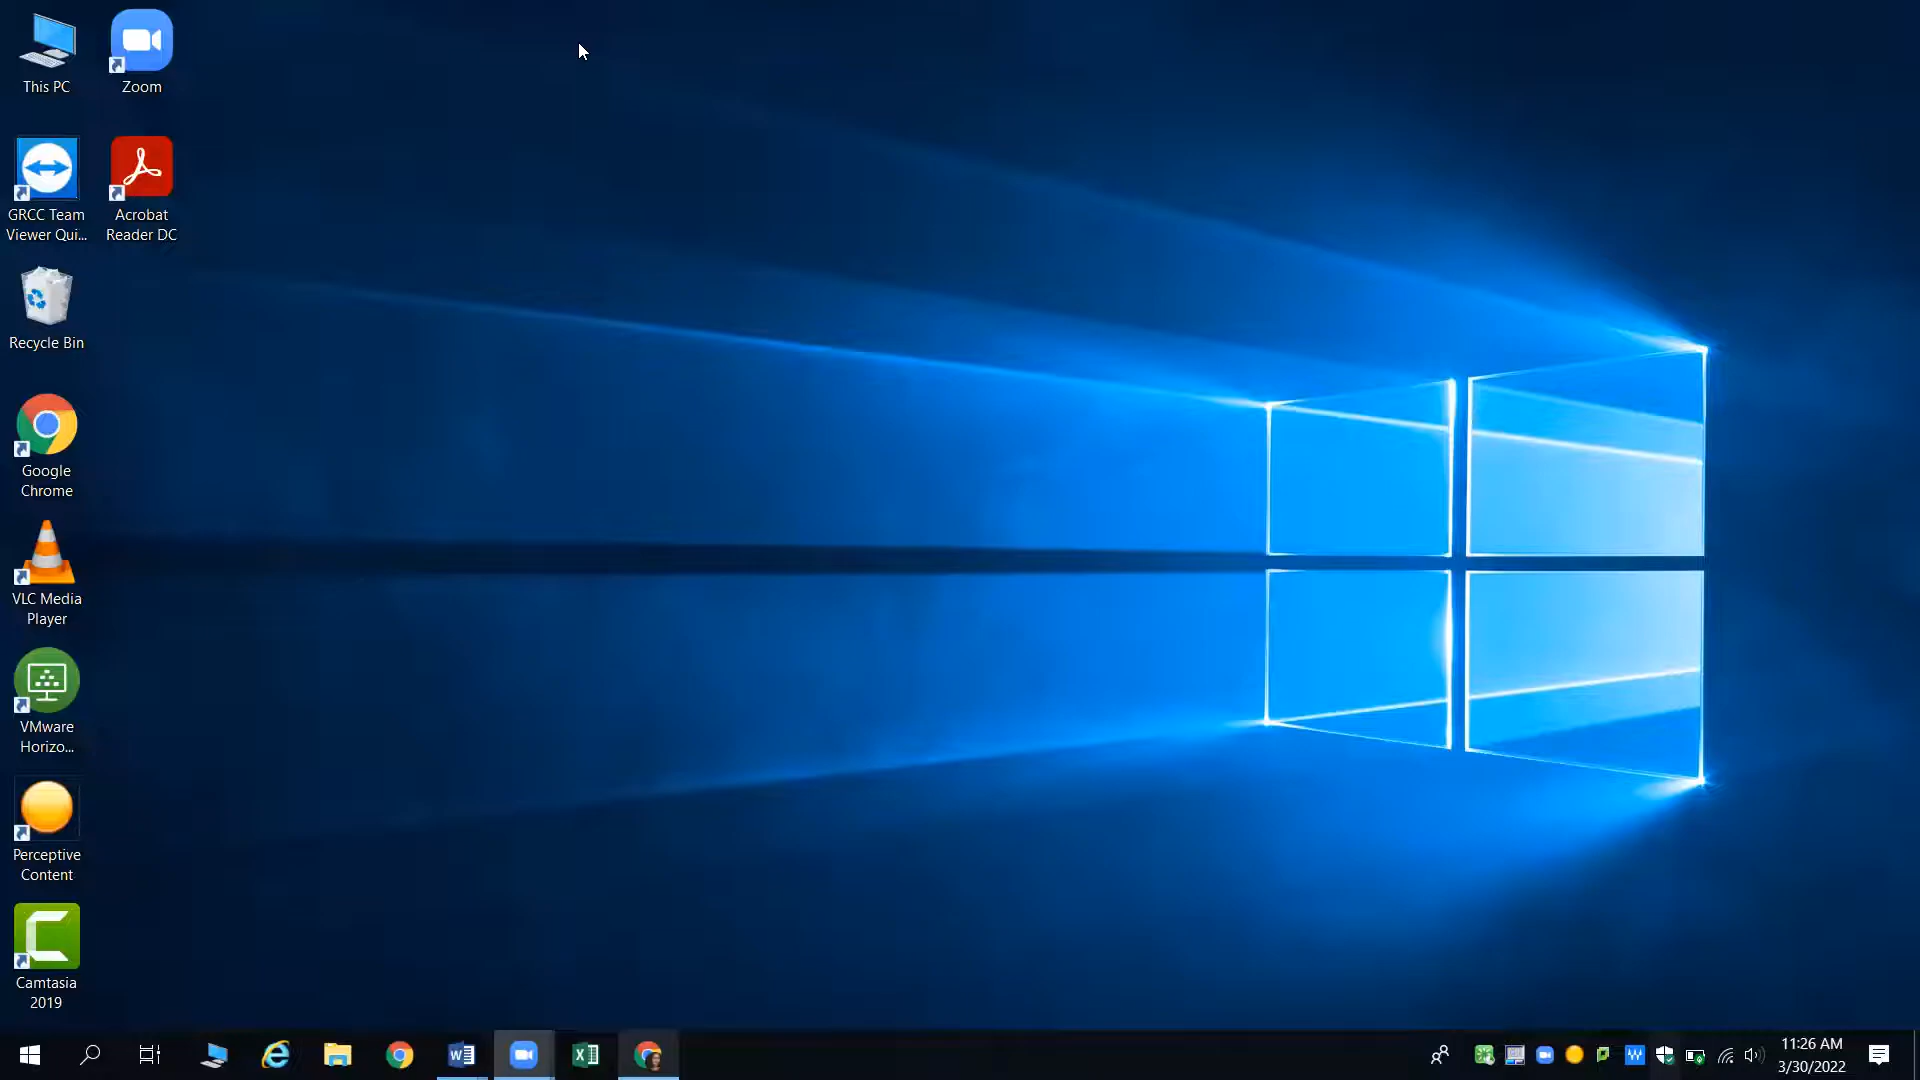 This PC
Zoom
GRCC Team
Viewer Qui...
Acrobat
Reader DC
Recycle Bin
Google
Chrome
VLC Media
Player
VMware
Horizo...
Perceptive
Content
Camtasia
2019
11:26 AM
3/30/2022